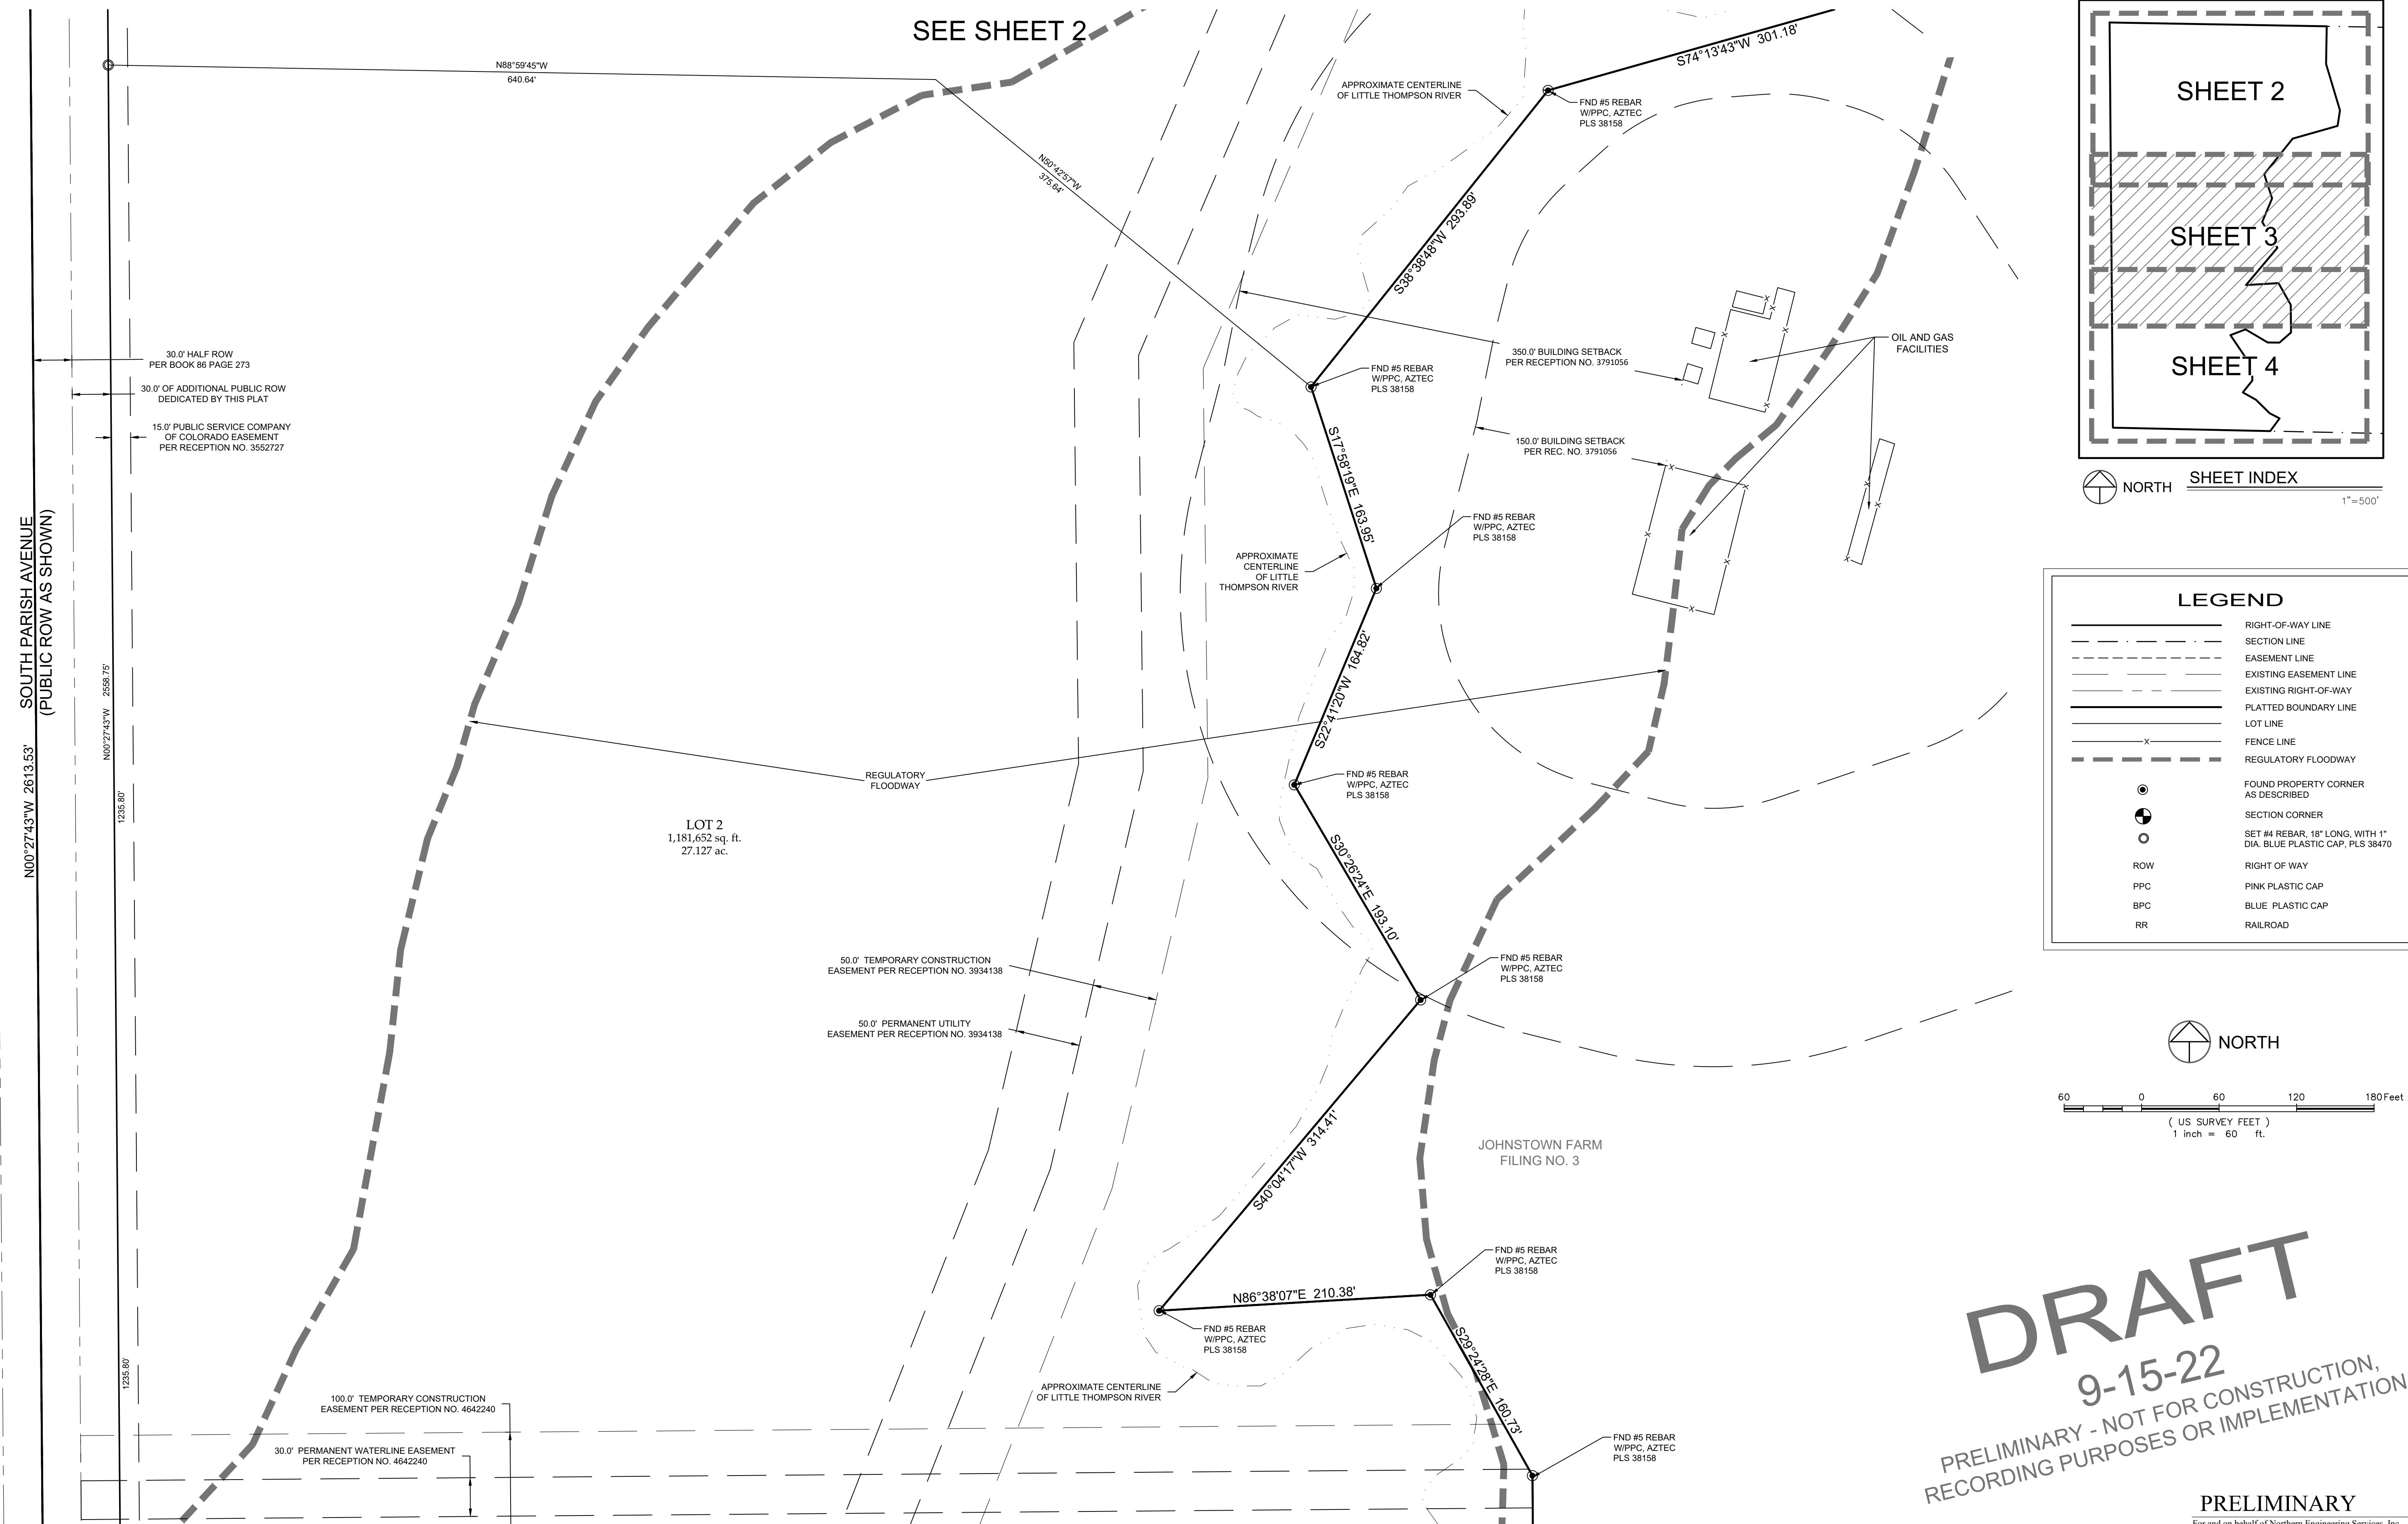 SEE SHEET 2
N88°59'45"W
640.64'
N50°42'57"W
375.64'
APPROXIMATE CENTERLINE
OF LITTLE THOMPSON RIVER
S74°13'43"W 301.18'
FND #5 REBAR
W/PPC, AZTEC
PLS 38158
S38°38'48"W 293.89'
30.0' HALF ROW
PER BOOK 86 PAGE 273
30.0' OF ADDITIONAL PUBLIC ROW
DEDICATED BY THIS PLAT
15.0' PUBLIC SERVICE COMPANY
OF COLORADO EASEMENT
PER RECEPTION NO. 3552727
350.0' BUILDING SETBACK
PER RECEPTION NO. 3791056
OIL AND GAS
FACILITIES
FND #5 REBAR
W/PPC, AZTEC
PLS 38158
150.0' BUILDING SETBACK
PER REC. NO. 3791056
S17°58'19"E 163.95'
FND #5 REBAR
W/PPC, AZTEC
PLS 38158
APPROXIMATE
CENTERLINE
OF LITTLE
THOMPSON RIVER
SOUTH PARISH AVENUE
(PUBLIC ROW AS SHOWN)
N00°27'43"W 2613.53'
N00°27'43"W 2558.75'
1235.80'
S22°41'20"W 164.82'
REGULATORY
FLOODWAY
FND #5 REBAR
W/PPC, AZTEC
PLS 38158
LOT 2
1,181,652 sq. ft.
27.127 ac.
S30°26'24"E 193.10'
50.0' TEMPORARY CONSTRUCTION
EASEMENT PER RECEPTION NO. 3934138
FND #5 REBAR
W/PPC, AZTEC
PLS 38158
50.0' PERMANENT UTILITY
EASEMENT PER RECEPTION NO. 3934138
S40°04'17"W 314.41'
JOHNSTOWN FARM
FILING NO. 3
FND #5 REBAR
W/PPC, AZTEC
PLS 38158
N86°38'07"E 210.38'
FND #5 REBAR
W/PPC, AZTEC
PLS 38158
S29°24'28"E 160.73'
APPROXIMATE CENTERLINE
OF LITTLE THOMPSON RIVER
1235.80'
100.0' TEMPORARY CONSTRUCTION
EASEMENT PER RECEPTION NO. 4642240
30.0' PERMANENT WATERLINE EASEMENT
PER RECEPTION NO. 4642240
FND #5 REBAR
W/PPC, AZTEC
PLS 38158
SHEET 2
SHEET 3
SHEET 4
NORTH
SHEET INDEX
1"=500'
LEGEND
RIGHT-OF-WAY LINE
SECTION LINE
EASEMENT LINE
EXISTING EASEMENT LINE
EXISTING RIGHT-OF-WAY
PLATTED BOUNDARY LINE
LOT LINE
X FENCE LINE
REGULATORY FLOODWAY
FOUND PROPERTY CORNER
AS DESCRIBED
SECTION CORNER
SET #4 REBAR, 18" LONG, WITH 1"
DIA. BLUE PLASTIC CAP, PLS 38470
ROW RIGHT OF WAY
PPC PINK PLASTIC CAP
BPC BLUE PLASTIC CAP
RR RAILROAD
NORTH
60 0 60 120 180 Feet
( US SURVEY FEET )
1 inch = 60 ft.
DRAFT
9-15-22
PRELIMINARY - NOT FOR CONSTRUCTION,
RECORDING PURPOSES OR IMPLEMENTATION
PRELIMINARY
For and on behalf of Northern Engineering Services, Inc.